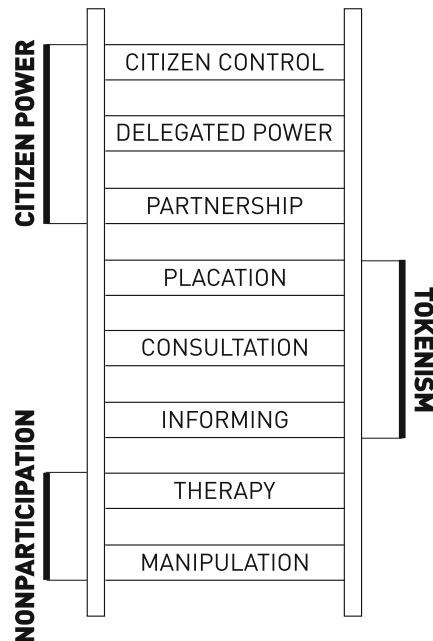 CITIZEN POWER
CITIZEN CONTROL
DELEGATED POWER
PARTNERSHIP
TOKENISM
PLACATION
CONSULTATION
INFORMING
NONPARTICIPATION
THERAPY
MANIPULATION